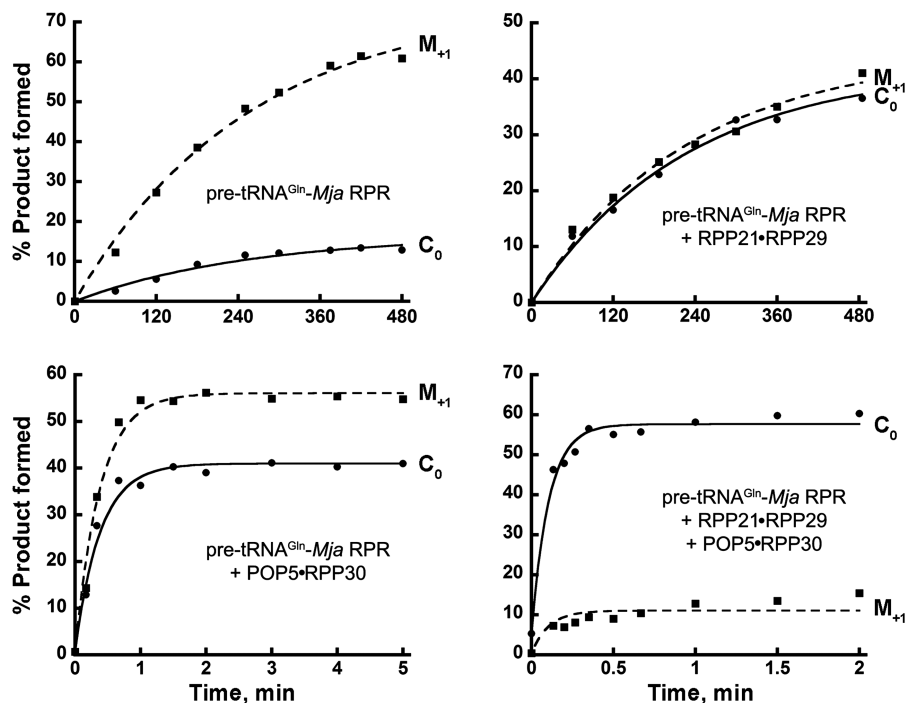 % Product formed
70
60
50
40
30
20
10
0
0 120 240 360 480
M+1
C0
pre-tRNAGln-Mja RPR
50
40
30
20
10
0
0 120 240 360 480
M+1
C0
pre-tRNAGln-Mja RPR
+ RPP21•RPP29
% Product formed
60
50
40
30
20
10
0
0 1 2 3 4 5
Time, min
M+1
C0
pre-tRNAGln-Mja RPR
+ POP5•RPP30
70
60
50
40
30
20
10
0
0 0.5 1 1.5 2
Time, min
C0
M+1
pre-tRNAGln-Mja RPR
+ RPP21•RPP29
+ POP5•RPP30